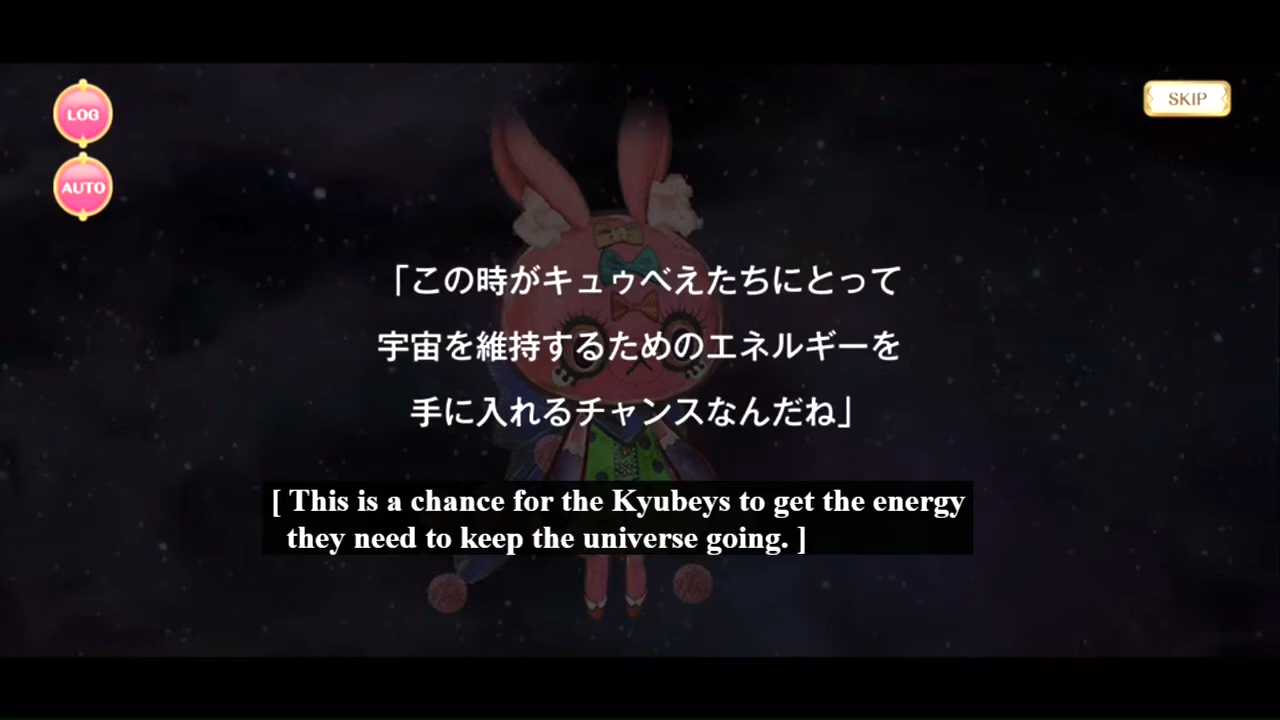 LOG
SKIP
AUTO
「この時がキュゥべえたちにとって
宇宙を維持するためのエネルギーを
手に入れるチャンスなんだね」
[ This is a chance for the Kyubeys to get the energy
they need to keep the universe going. ]